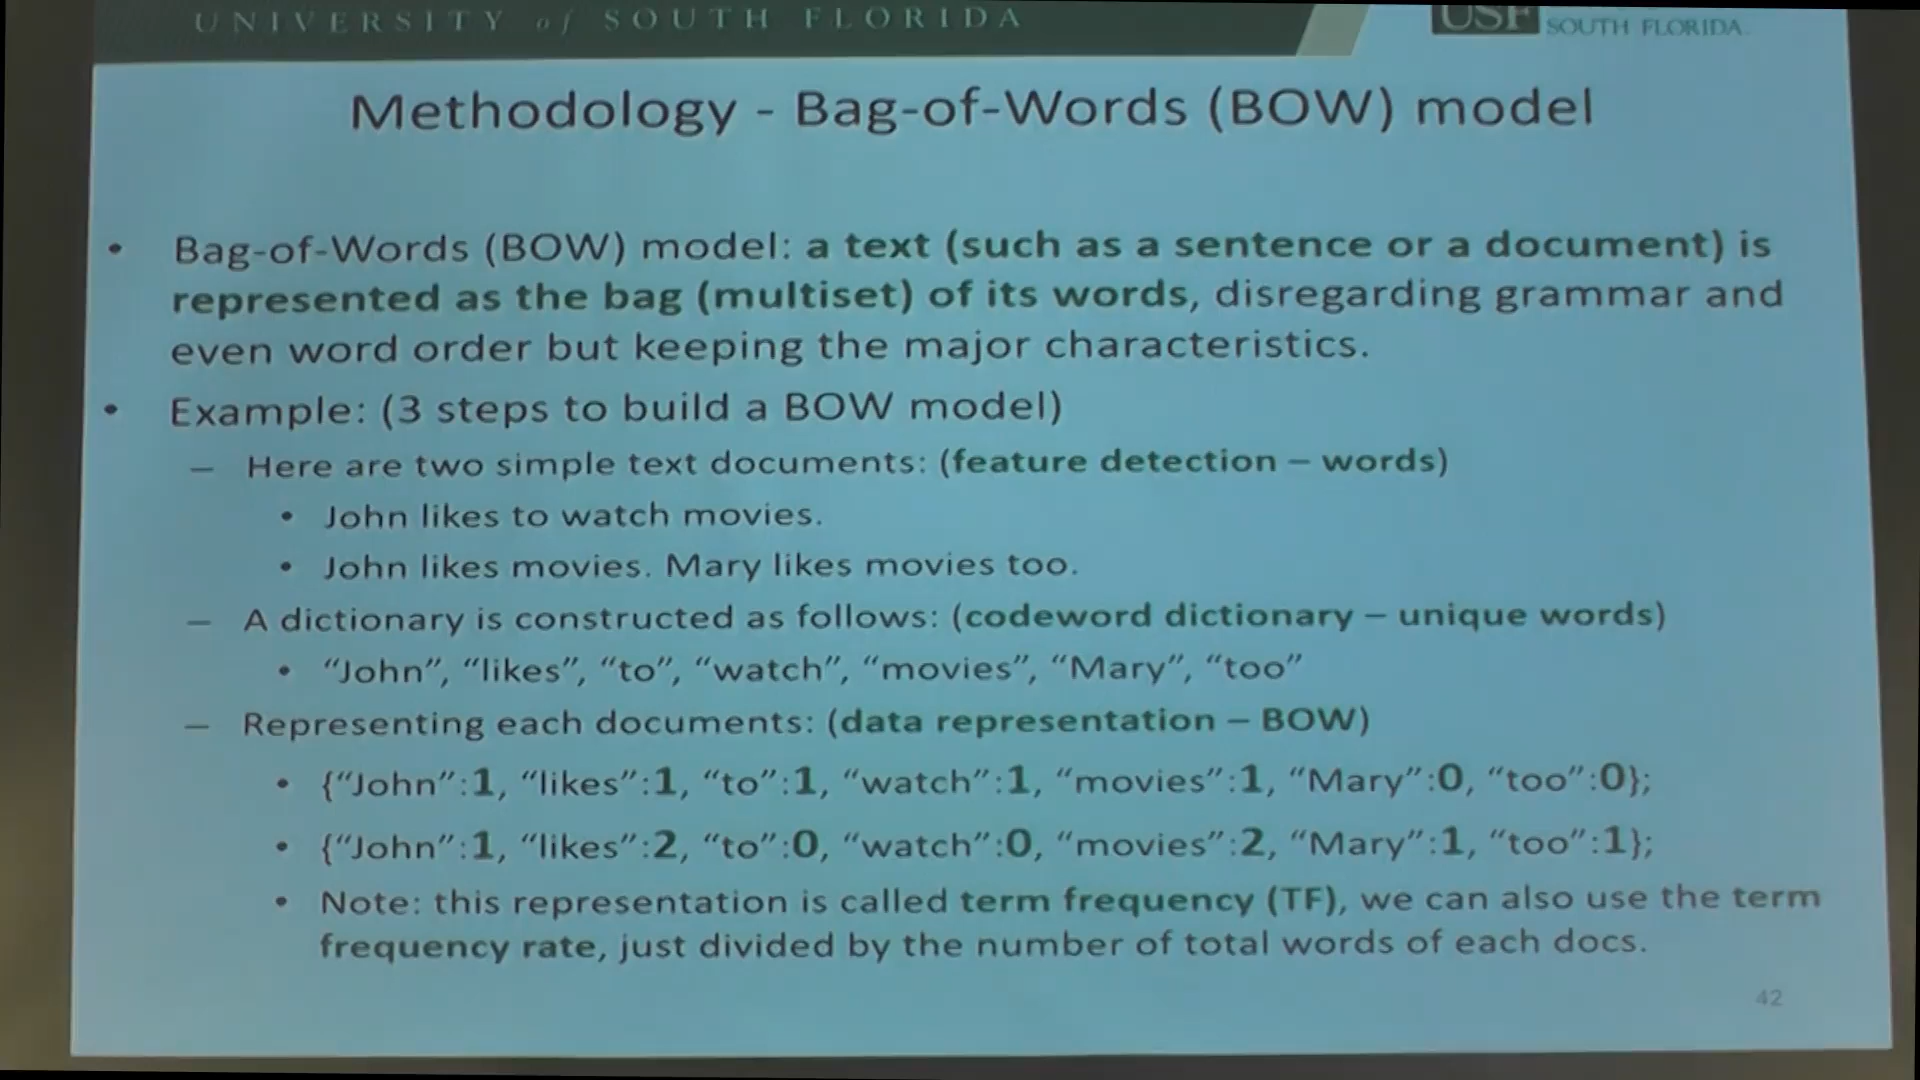 UNIVERSITY of SOUTH FLORIDA
USF SOUTH FLORIDA
Methodology - Bag-of-Words (BOW) model
• Bag-of-Words (BOW) model: a text (such as a sentence or a document) is
represented as the bag (multiset) of its words, disregarding grammar and
even word order but keeping the major characteristics.
• Example: (3 steps to build a BOW model)
– Here are two simple text documents: (feature detection – words)
• John likes to watch movies.
• John likes movies. Mary likes movies too.
– A dictionary is constructed as follows: (codeword dictionary – unique words)
• “John”, “likes”, “to”, “watch”, “movies”, “Mary”, “too”
– Representing each documents: (data representation – BOW)
• {“John”:1, “likes”:1, “to”:1, “watch”:1, “movies”:1, “Mary”:0, “too”:0};
• {“John”:1, “likes”:2, “to”:0, “watch”:0, “movies”:2, “Mary”:1, “too”:1};
• Note: this representation is called term frequency (TF), we can also use the term
frequency rate, just divided by the number of total words of each docs.
42